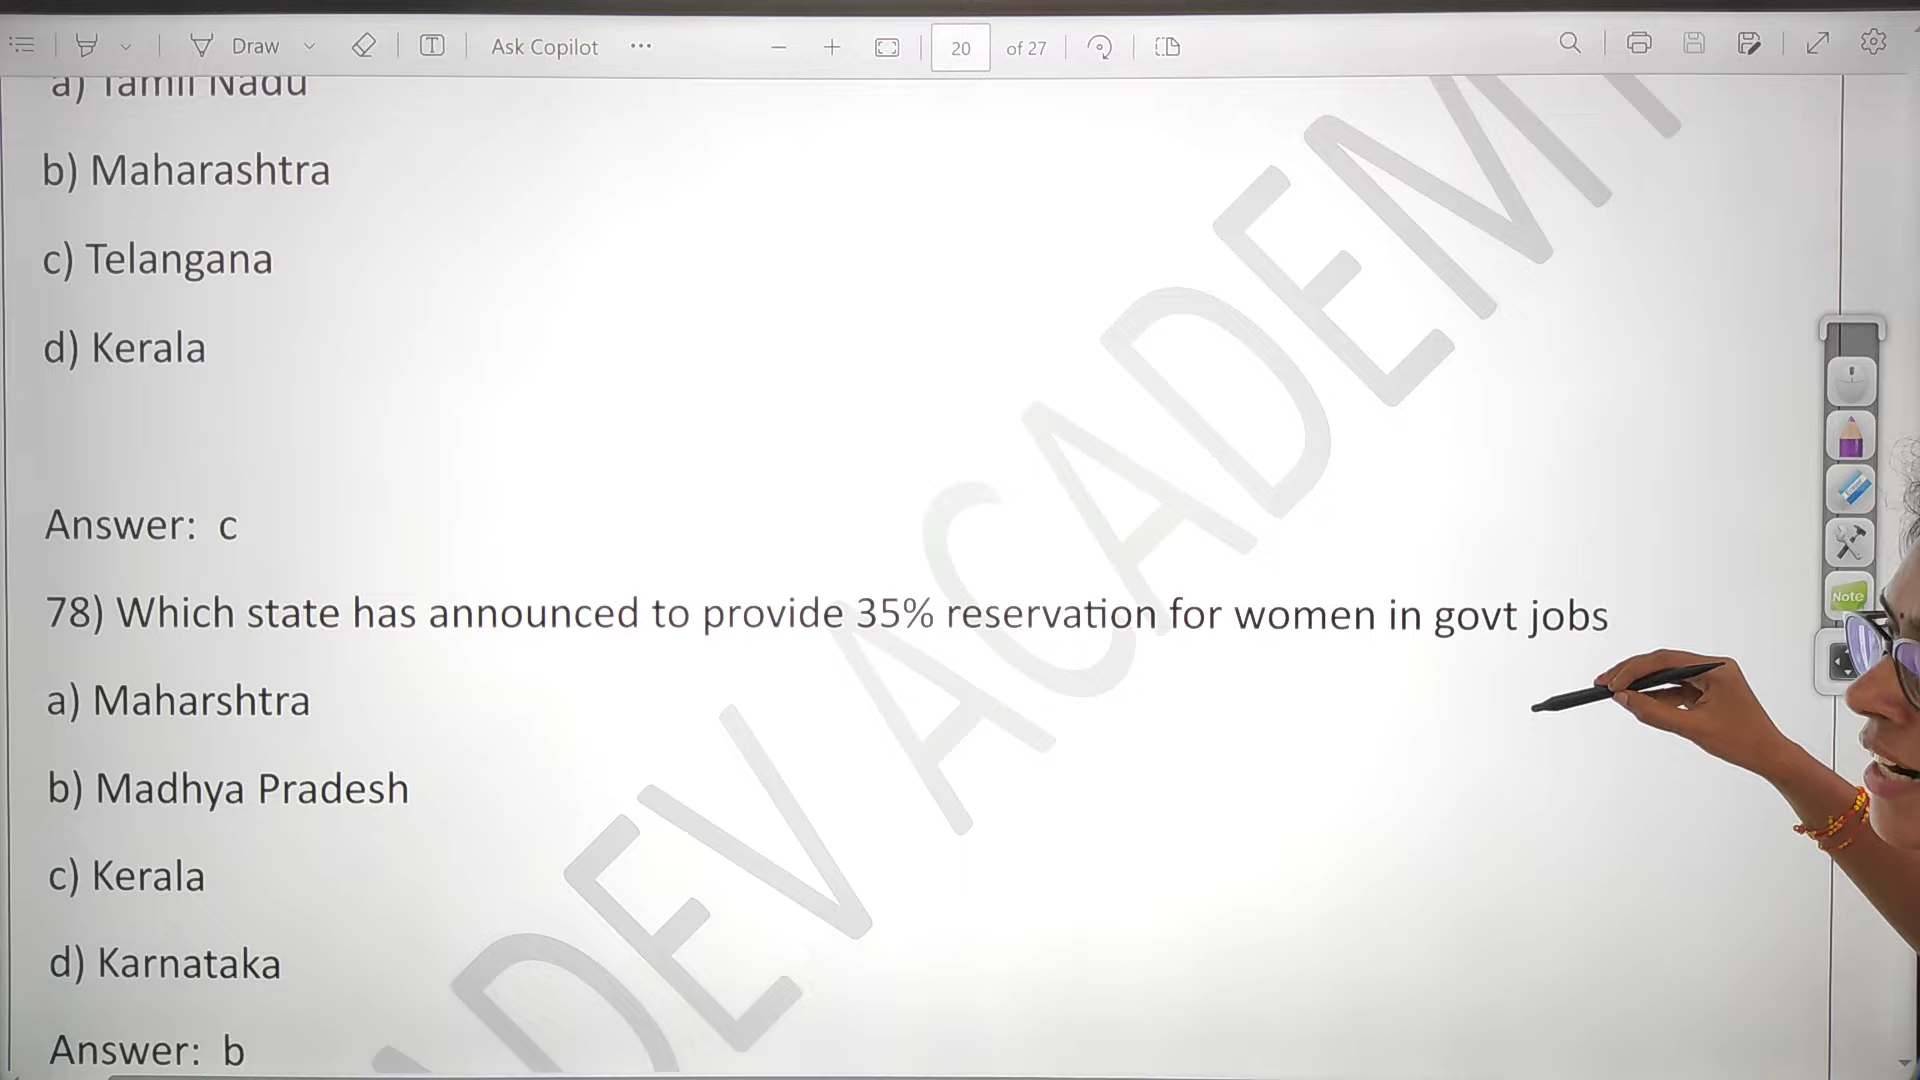 Draw
Ask Copilot
20 of 27
a) Tamil Nadu
b) Maharashtra
c) Telangana
d) Kerala
Answer: c
78) Which state has announced to provide 35% reservation for women in govt jobs
a) Maharshtra
b) Madhya Pradesh
c) Kerala
d) Karnataka
Answer: b
DEV ACADEMY
Note